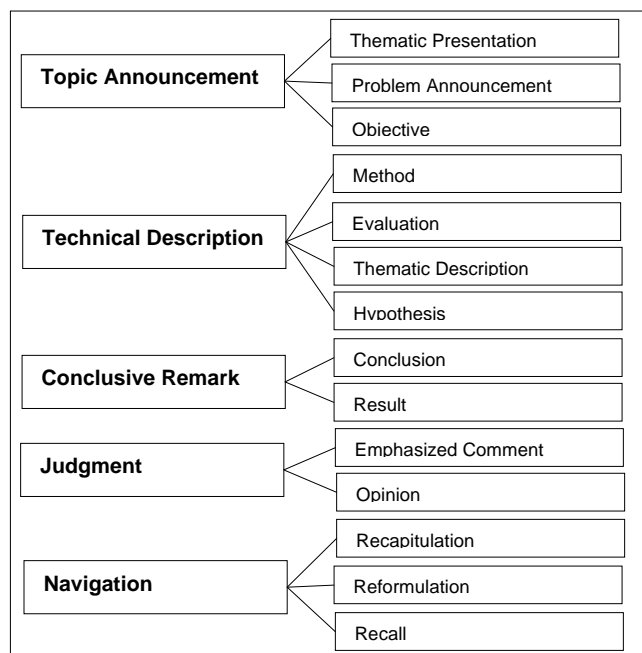 Topic Announcement
Thematic Presentation
Problem Announcement
Objective
Technical Description
Method
Evaluation
Thematic Description
Hypothesis
Conclusive Remark
Conclusion
Result
Judgment
Emphasized Comment
Opinion
Navigation
Recapitulation
Reformulation
Recall